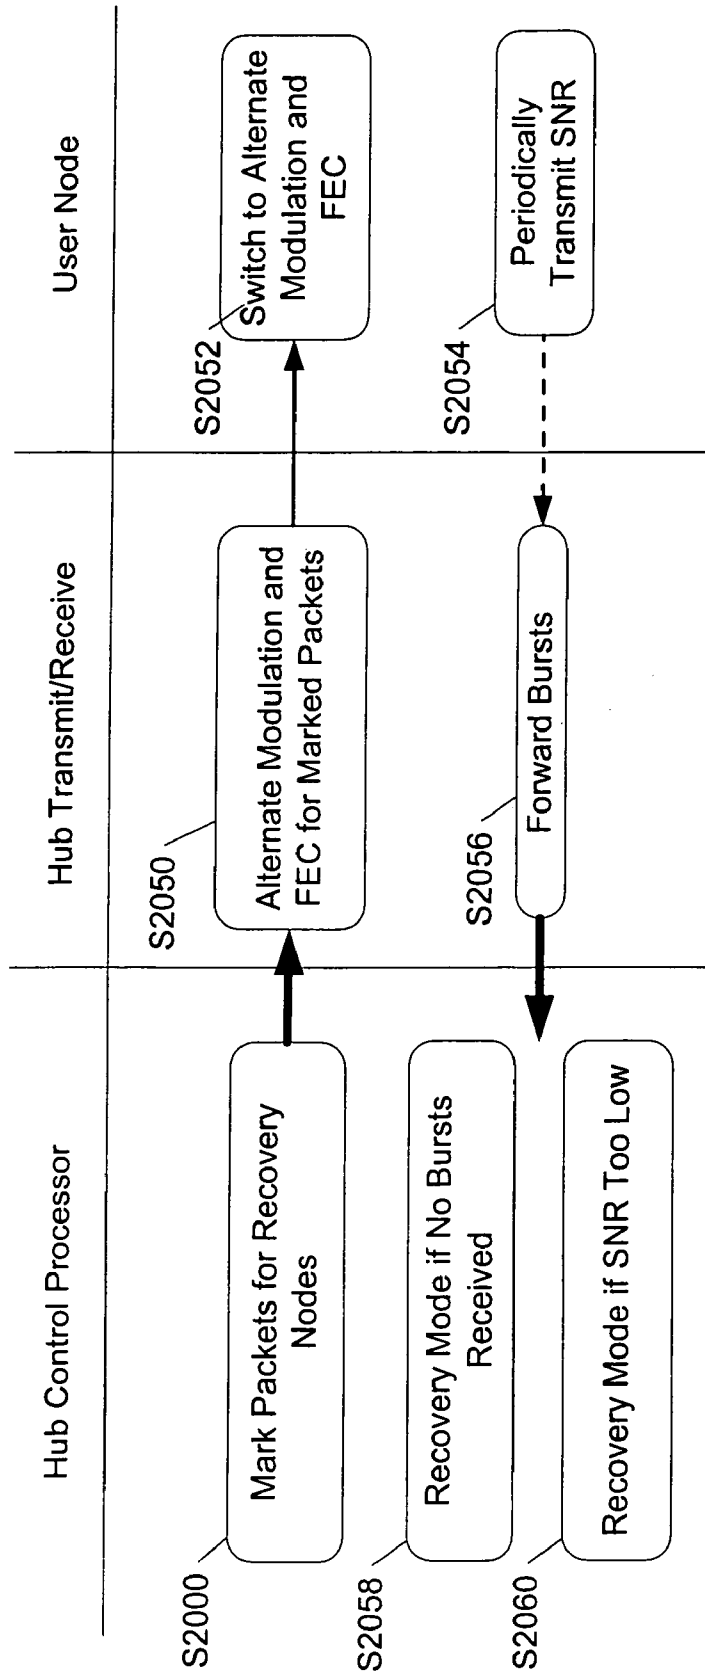 Hub Control Processor
Hub Transmit/Receive
User Node
S2000
Mark Packets for Recovery
Nodes
S2050
Alternate Modulation and
FEC for Marked Packets
S2052
Switch to Alternate
Modulation and
FEC
S2058
Recovery Mode if No Bursts
Received
S2056
Forward Bursts
S2054
Periodically
Transmit SNR
S2060
Recovery Mode if SNR Too Low